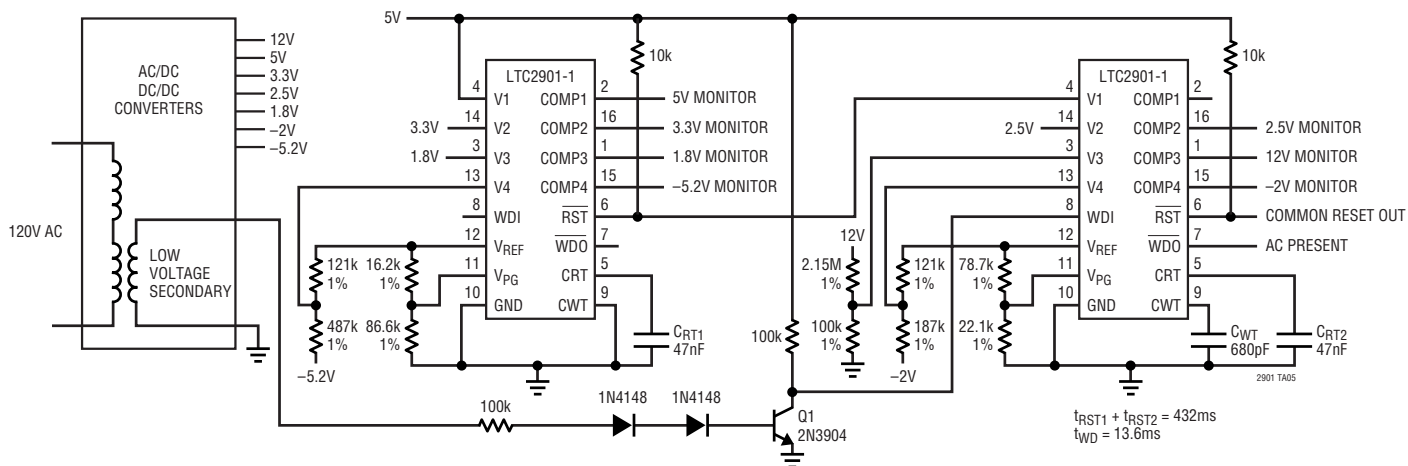 5V
12V
5V
3.3V
2.5V
1.8V
–2V
–5.2V
AC/DC
DC/DC
CONVERTERS
120V AC
LOW
VOLTAGE
SECONDARY
10k
LTC2901-1
4 V1 COMP1 2 5V MONITOR
3.3V 14 V2 COMP2 16 3.3V MONITOR
1.8V 3 V3 COMP3 1 1.8V MONITOR
13 V4 COMP4 15 –5.2V MONITOR
8 WDI RST 6
12 VREF WDO 7
11 VPG CRT 5
10 GND CWT 9
121k
1%
16.2k
1%
487k
1%
86.6k
1%
–5.2V
CRT1
47nF
100k
1N4148
1N4148
Q1
2N3904
100k
10k
LTC2901-1
4 V1 COMP1 2
2.5V 14 V2 COMP2 16 2.5V MONITOR
3 V3 COMP3 1 12V MONITOR
13 V4 COMP4 15 –2V MONITOR
8 WDI RST 6 COMMON RESET OUT
12 VREF WDO 7 AC PRESENT
11 VPG CRT 5
10 GND CWT 9
12V
2.15M
1%
121k
1%
78.7k
1%
100k
1%
187k
1%
22.1k
1%
–2V
CWT
680pF
CRT2
47nF
2901 TA05
tRST1 + tRST2 = 432ms
tWD = 13.6ms